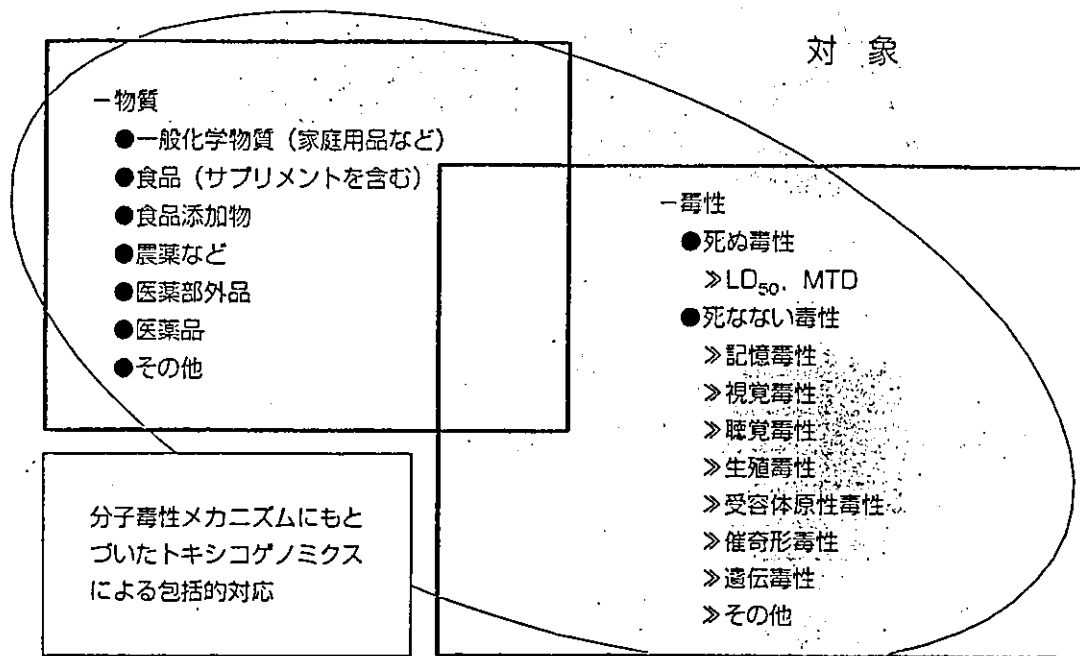 対 象
－物質
●一般化学物質（家庭用品など）
●食品（サプリメントを含む）
●食品添加物
●農薬など
●医薬部外品
●医薬品
●その他
－毒性
●死ぬ毒性
≫LD₅₀，MTD
●死なない毒性
≫記憶毒性
≫視覚毒性
≫聴覚毒性
≫生殖毒性
≫受容体原性毒性
≫催奇形毒性
≫遺伝毒性
≫その他
分子毒性メカニズムにもと
づいたトキシコゲノミクス
による包括的対応